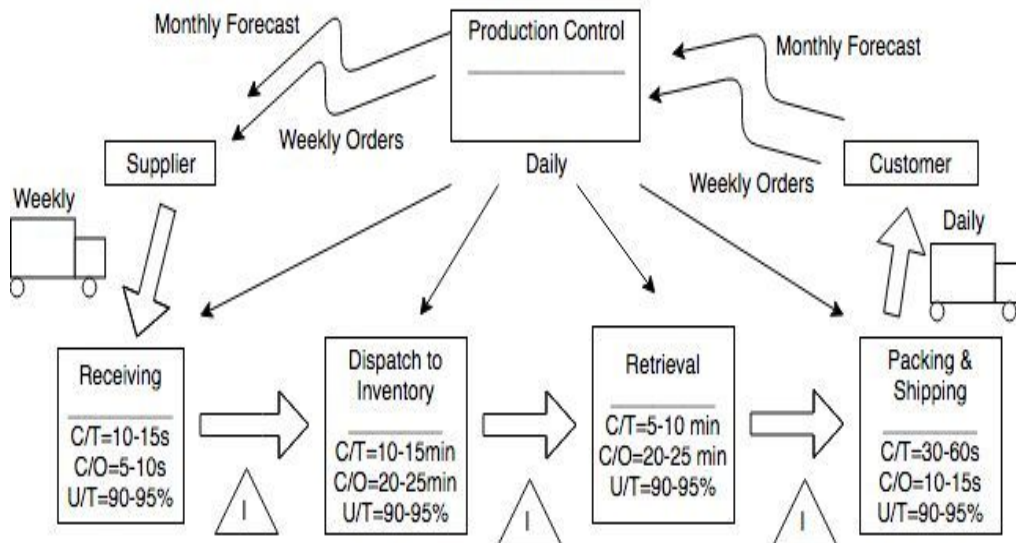 Monthly Forecast
Production Control
Monthly Forecast
Weekly Orders
Supplier
Daily
Weekly Orders
Customer
Weekly
Daily
Receiving
C/T=10-15s
C/O=5-10s
U/T=90-95%
I
Dispatch to
Inventory
C/T=10-15min
C/O=20-25min
U/T=90-95%
I
Retrieval
C/T=5-10 min
C/O=20-25 min
U/T=90-95%
I
Packing &
Shipping
C/T=30-60s
C/O=10-15s
U/T=90-95%